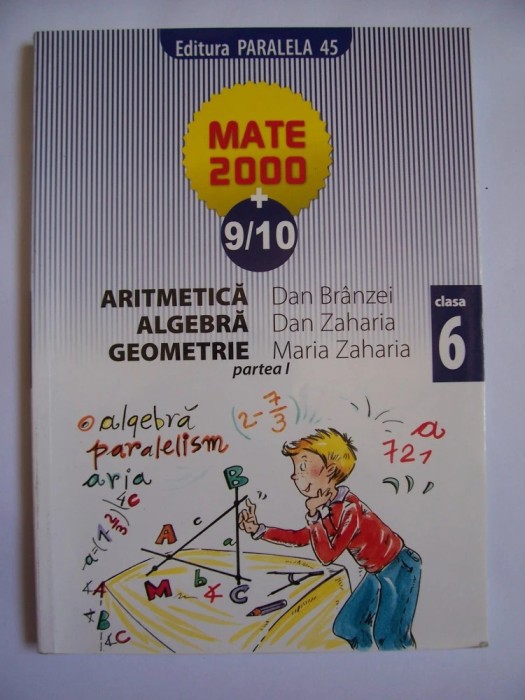 Editura PARALELA 45
MATE
2000
+
9/10
ARITMETICĂ Dan Brânzei
ALGEBRĂ Dan Zaharia
GEOMETRIE Maria Zaharia
partea I
clasa
6
algebră
paralelism
aria
(2-7/3)
a
721
B
A c a
M b ∢ C
∢A
∢B
∢C